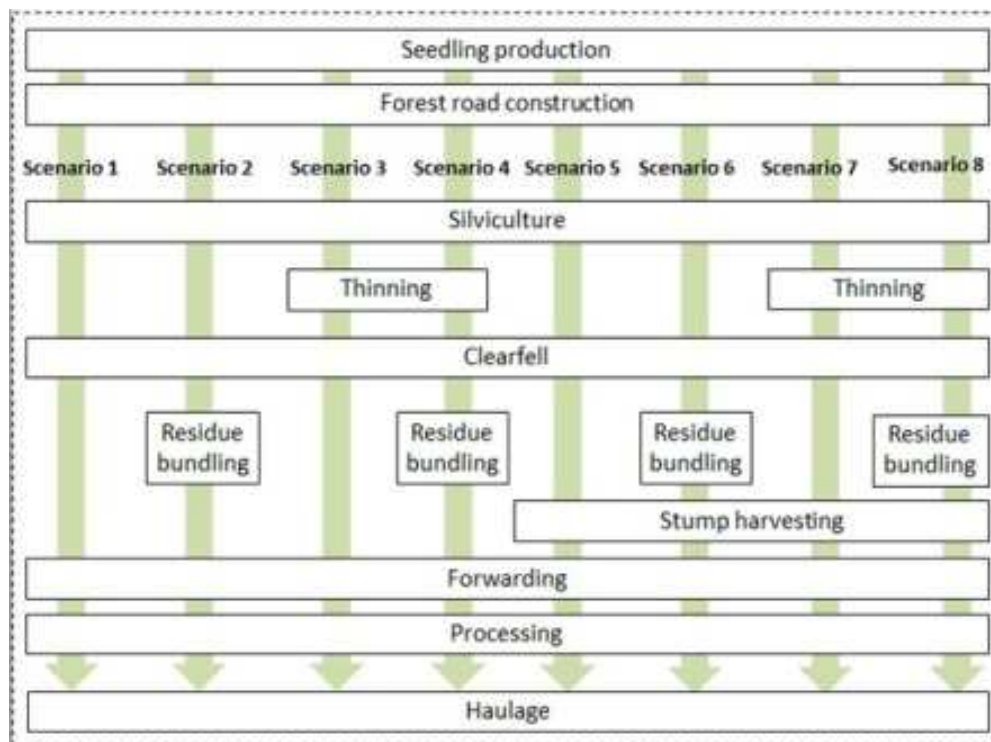 Seedling production
Forest road construction
Scenario 1 Scenario 2 Scenario 3 Scenario 4 Scenario 5 Scenario 6 Scenario 7 Scenario 8
Silviculture
Thinning Thinning
Clearfell
Residue Residue Residue Residue
bundling bundling bundling bundling
Stump harvesting
Forwarding
Processing
Haulage